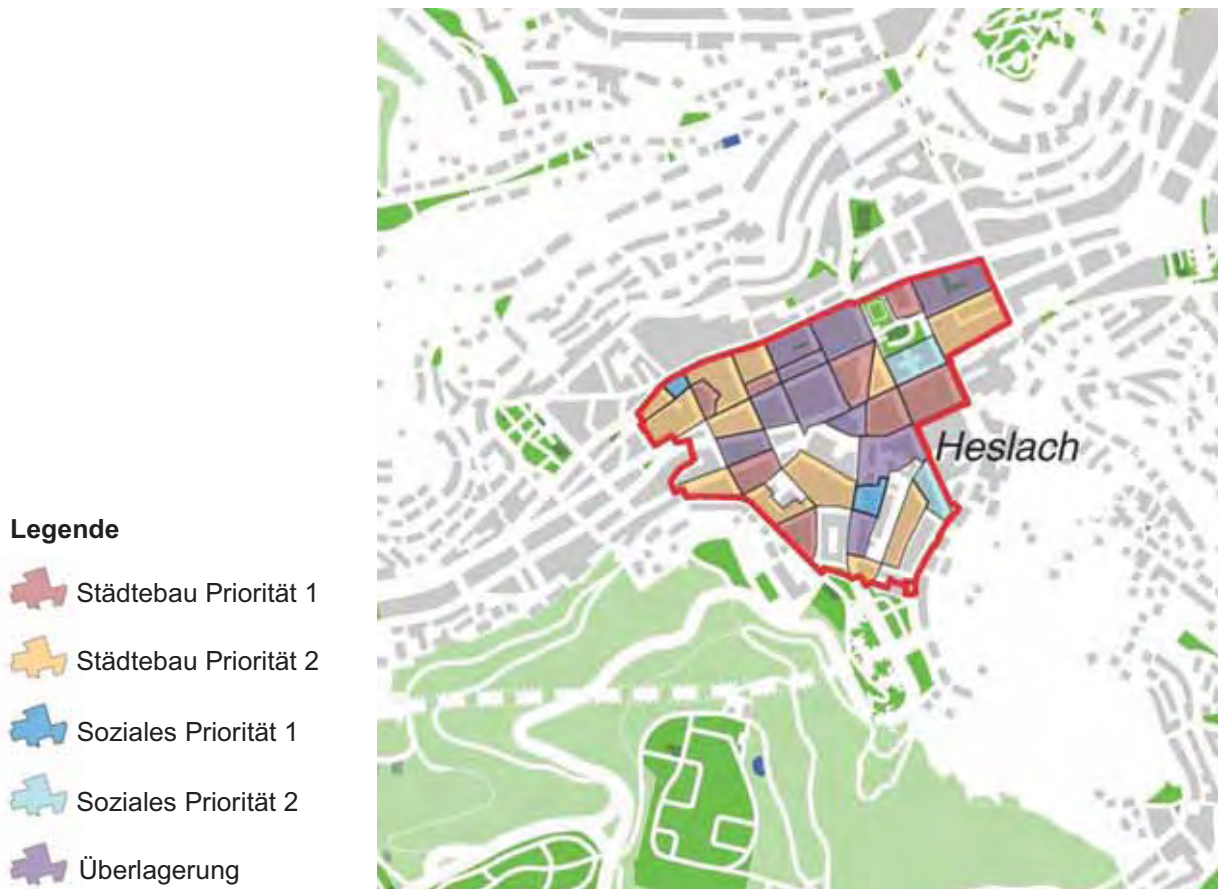 Heslach
Legende
Städtebau Priorität 1
Städtebau Priorität 2
Soziales Priorität 1
Soziales Priorität 2
Überlagerung